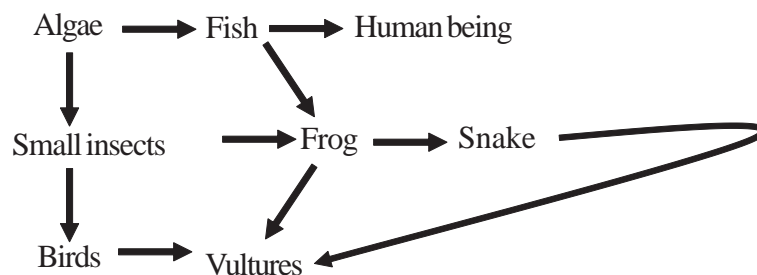 Algae Fish Human being
Small insects Frog Snake
Birds Vultures